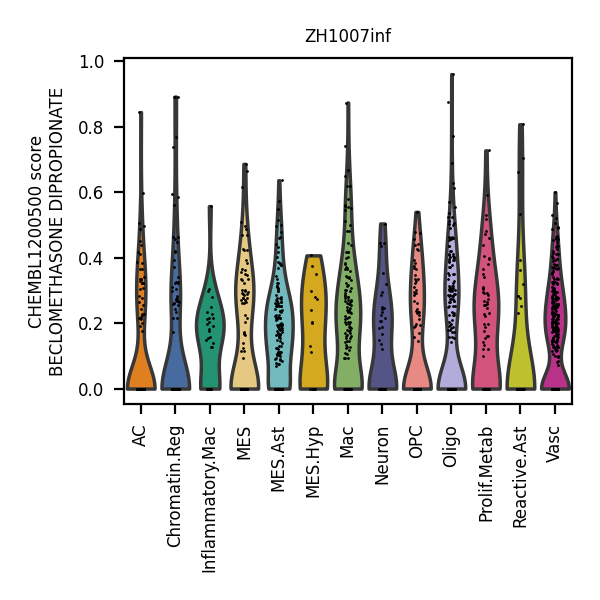 ZH1007inf
CHEMBL1200500 score
BECLOMETHASONE DIPROPIONATE
1.0
0.8
0.6
0.4
0.2
0.0
AC
Chromatin.Reg
Inflammatory.Mac
MES
MES.Ast
MES.Hyp
Mac
Neuron
OPC
Oligo
Prolif.Metab
Reactive.Ast
Vasc